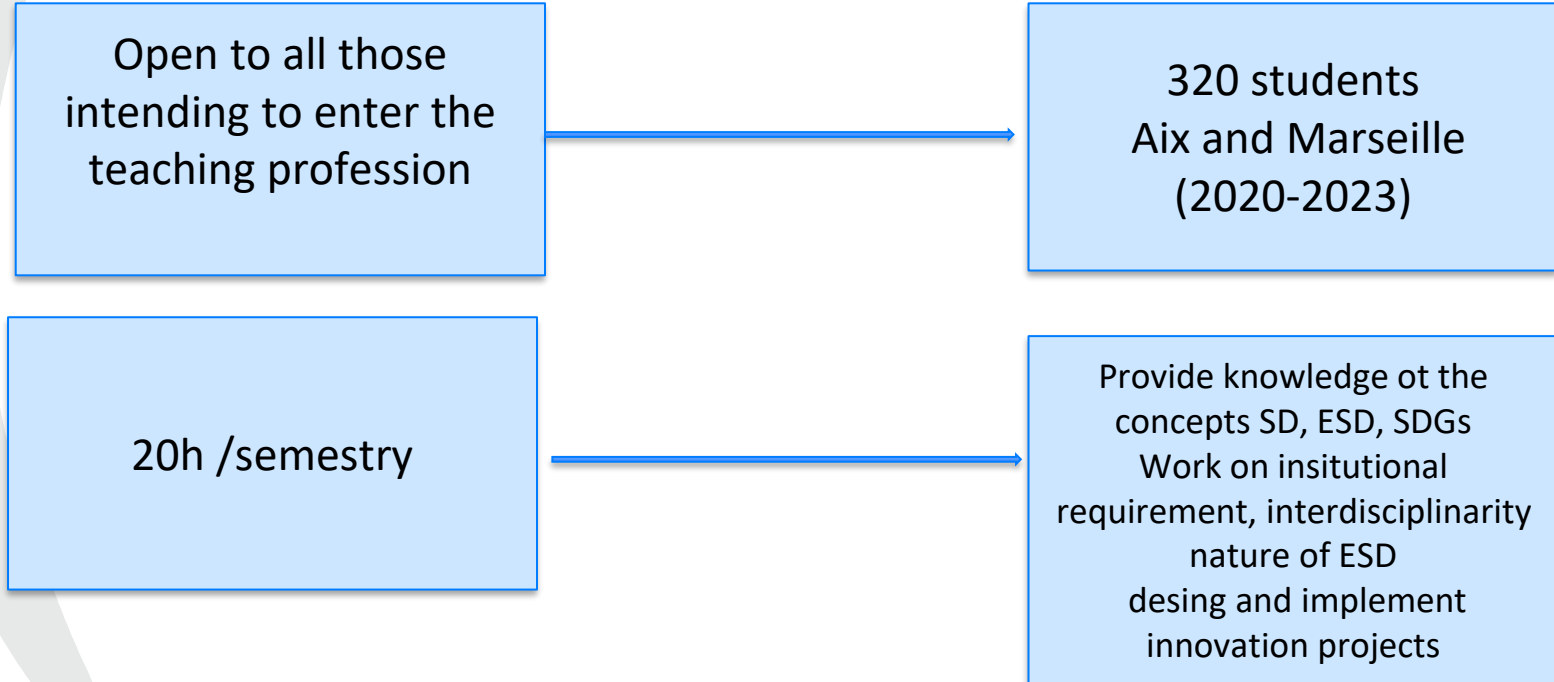 Open to all those
intending to enter the
teaching profession
320 students
Aix and Marseille
(2020-2023)
20h /semestry
Provide knowledge ot the
concepts SD, ESD, SDGs
Work on insitutional
requirement, interdisciplinarity
nature of ESD
desing and implement
innovation projects